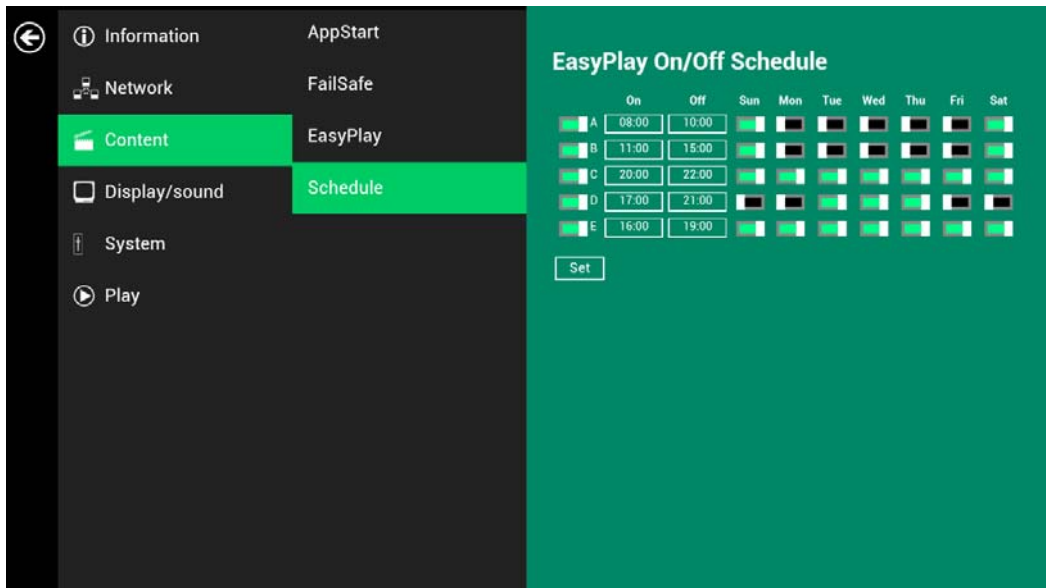 Information
Network
Content
Display/sound
System
Play
AppStart
FailSafe
EasyPlay
Schedule
EasyPlay On/Off Schedule
On Off Sun Mon Tue Wed Thu Fri Sat
A 08:00 10:00
B 11:00 15:00
C 20:00 22:00
D 17:00 21:00
E 16:00 19:00
Set